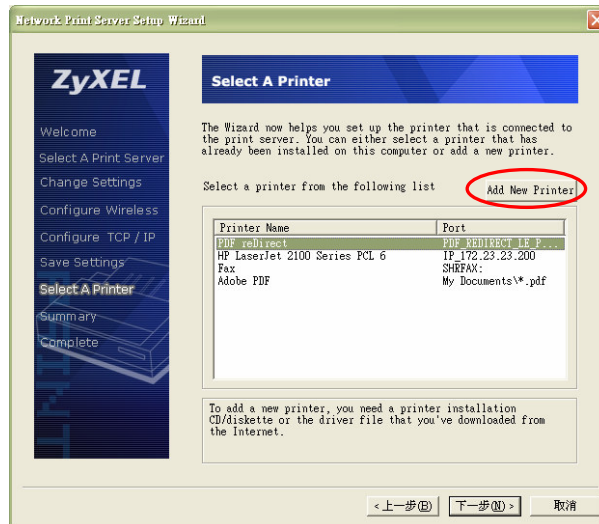 Network Print Server Setup Wizard
ZyXEL
Welcome
Select A Print Server
Change Settings
Configure Wireless
Configure TCP / IP
Save Settings
Select A Printer
Summary
Complete
Select A Printer
The Wizard now helps you set up the printer that is connected to
the print server. You can either select a printer that has
already been installed on this computer or add a new printer.
Select a printer from the following list
Add New Printer
Printer Name Port
PDF reDirect PDF_REDIRECT_LE_P...
HP LaserJet 2100 Series PCL 6 IP_172.23.23.200
Fax SHRFAX:
Adobe PDF My Documents\*.pdf
To add a new printer, you need a printer installation
CD/diskette or the driver file that you've downloaded from
the Internet.
<上一步(B) 下一步(N)> 取消